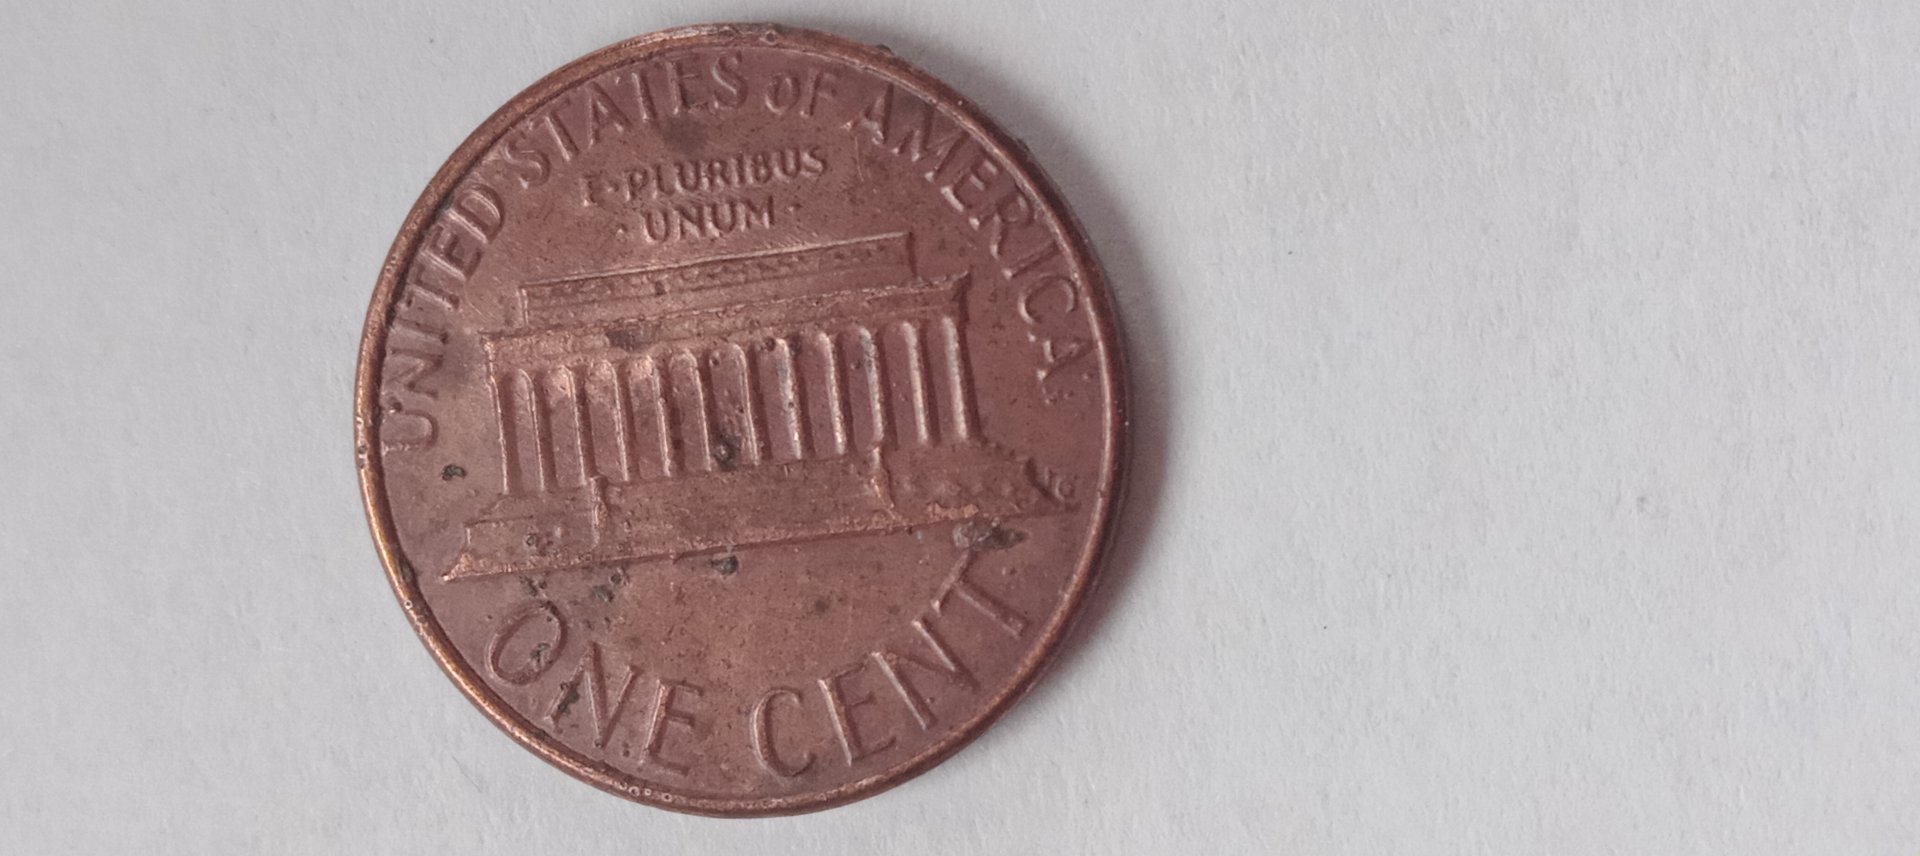 UNITED STATES OF AMERICA
E·PLURIBUS
·UNUM·
ONE CENT